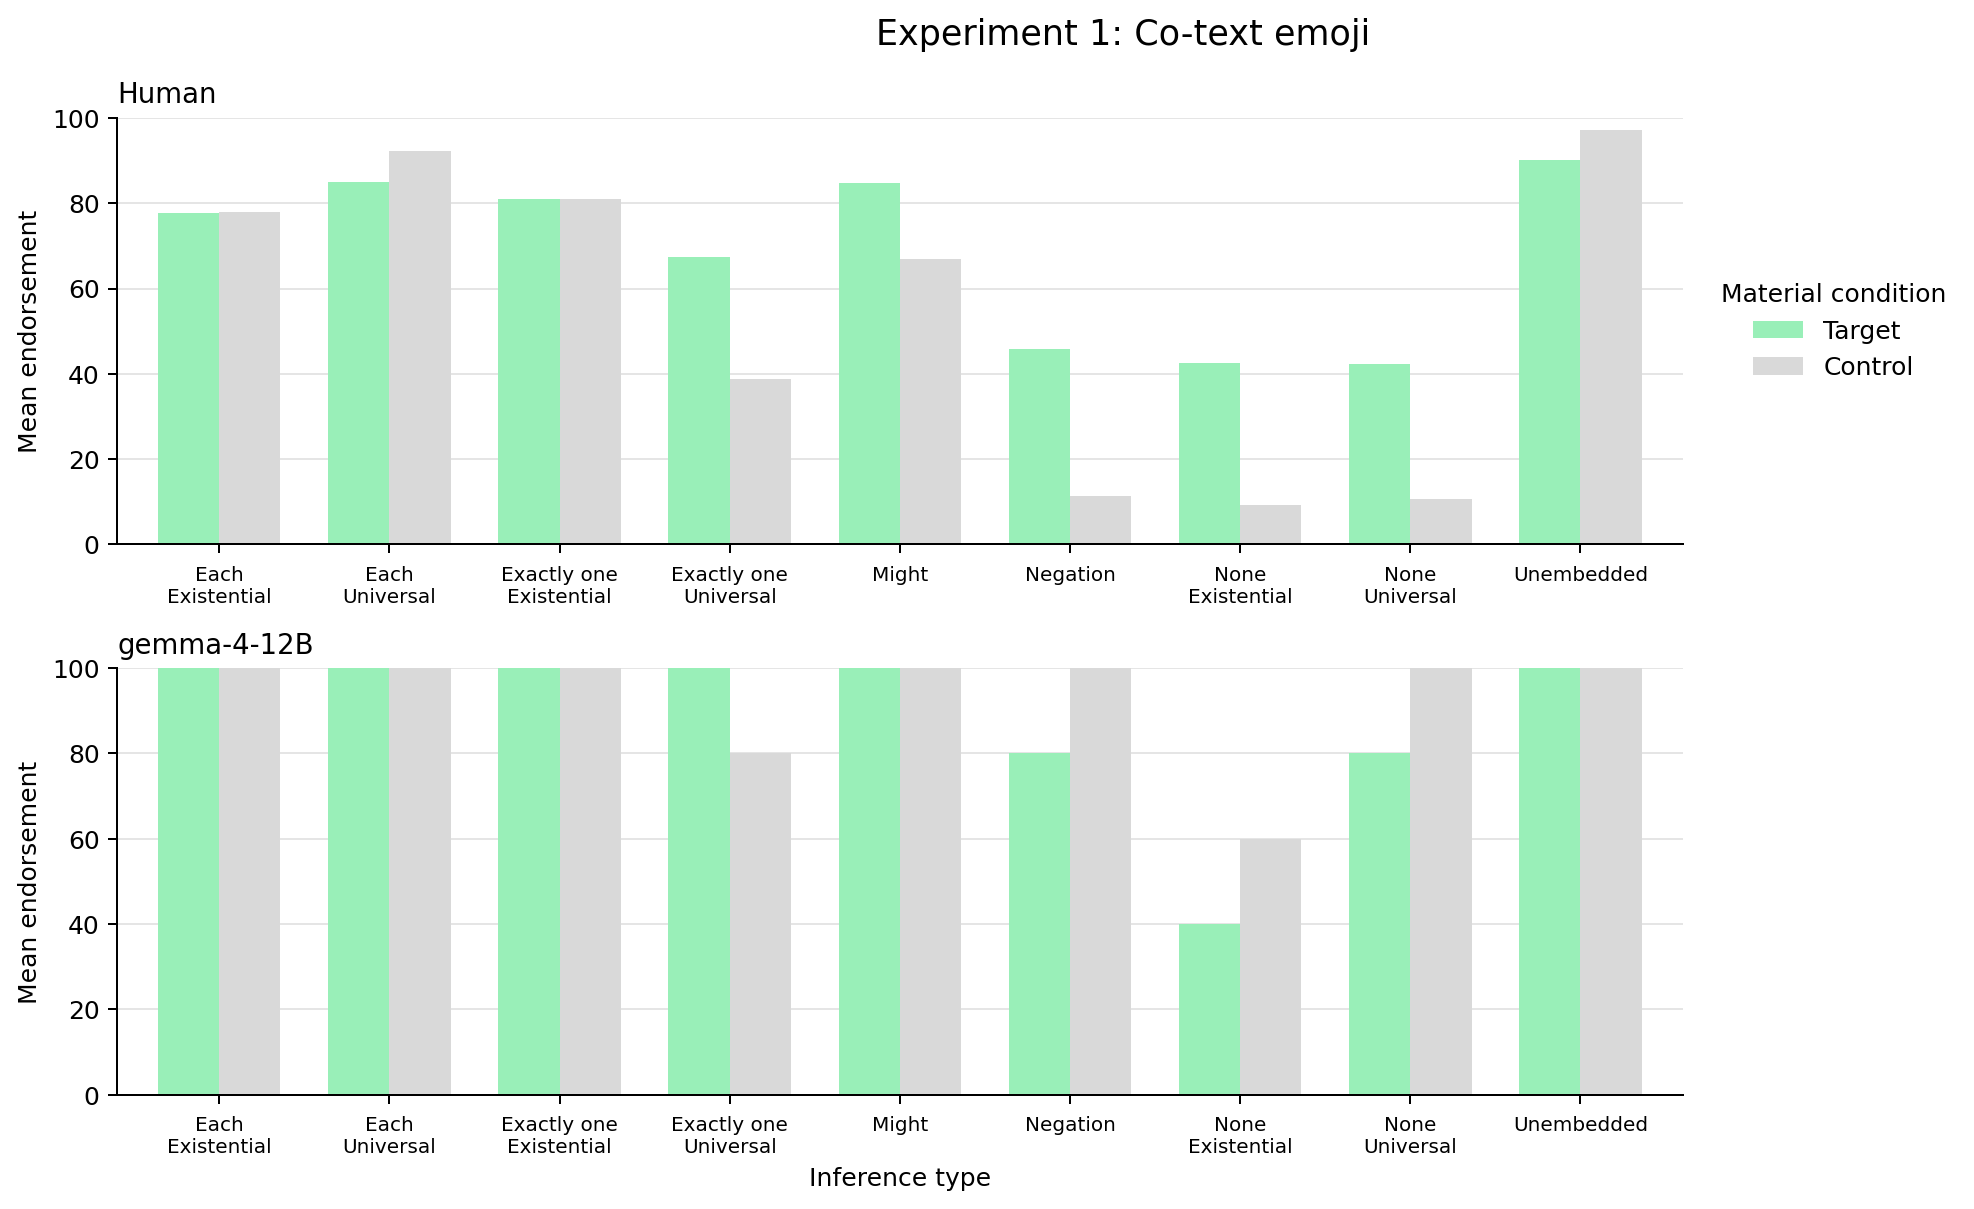 Experiment 1: Co-text emoji
Human
100
80
60
40
20
0
Mean endorsement
Each
Existential
Each
Universal
Exactly one
Existential
Exactly one
Universal
Might
Negation
None
Existential
None
Universal
Unembedded
Material condition
Target
Control
gemma-4-12B
100
80
60
40
20
0
Mean endorsement
Each
Existential
Each
Universal
Exactly one
Existential
Exactly one
Universal
Might
Negation
None
Existential
None
Universal
Unembedded
Inference type